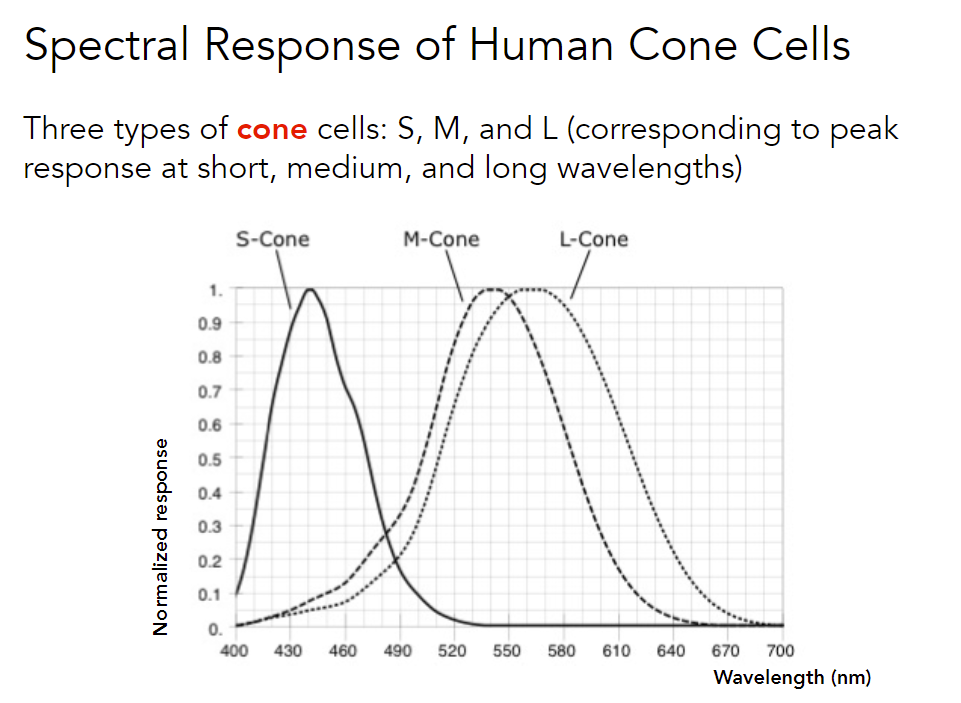 Spectral Response of Human Cone Cells
Three types of cone cells: S, M, and L (corresponding to peak
response at short, medium, and long wavelengths)
S-Cone M-Cone L-Cone
1.
0.9
0.8
0.7
0.6
0.5
0.4
0.3
0.2
0.1
0.
Normalized response
400 430 460 490 520 550 580 610 640 670 700
Wavelength (nm)